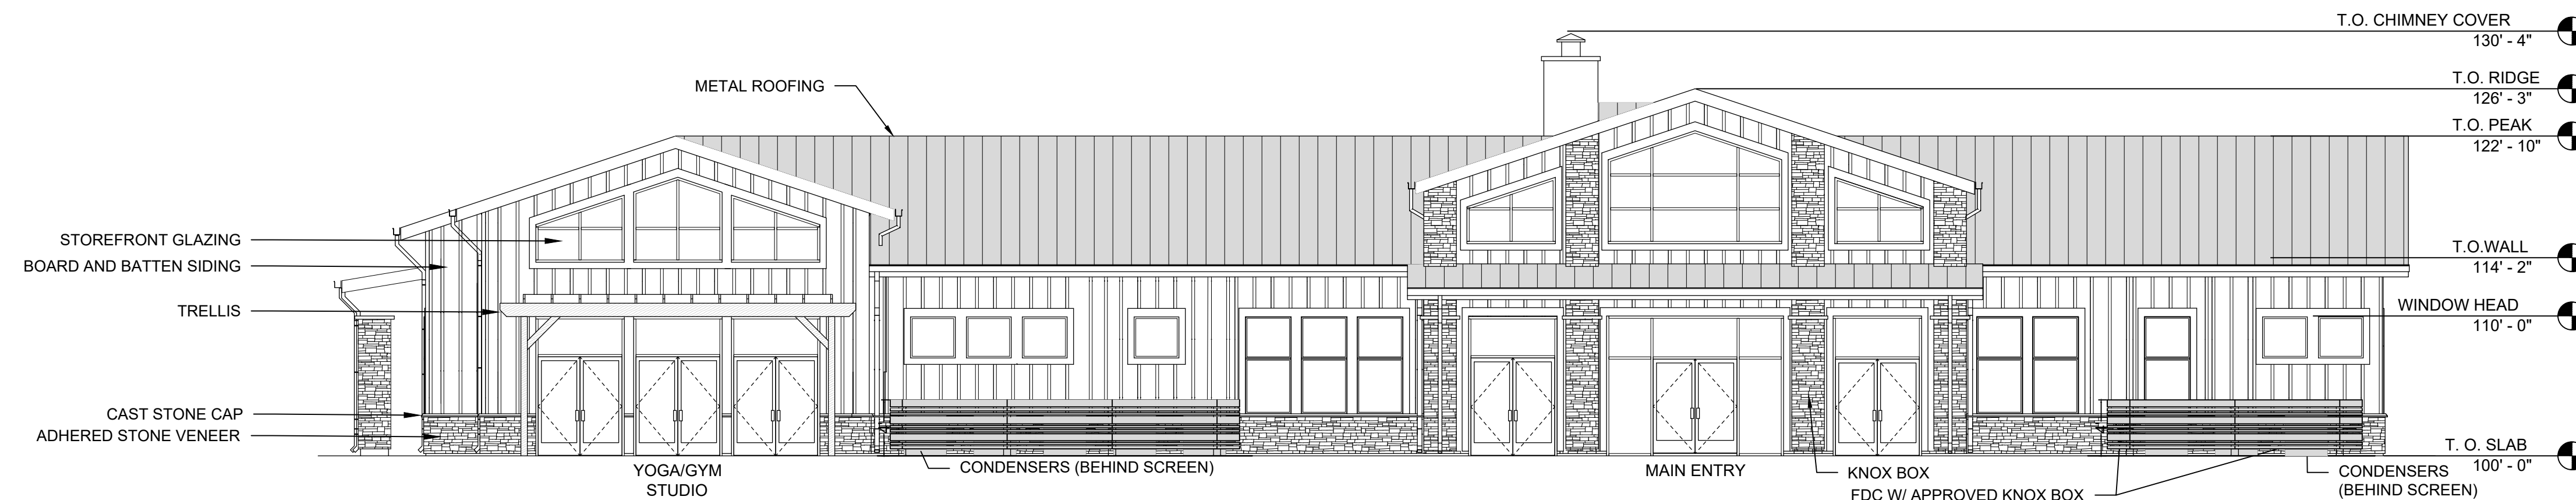 T.O. CHIMNEY COVER
130' - 4"
METAL ROOFING
T.O. RIDGE
126' - 3"
T.O. PEAK
122' - 10"
STOREFRONT GLAZING
BOARD AND BATTEN SIDING
T.O.WALL
114' - 2"
TRELLIS
WINDOW HEAD
110' - 0"
CAST STONE CAP
ADHERED STONE VENEER
T. O. SLAB
100' - 0"
YOGA/GYM
STUDIO
CONDENSERS (BEHIND SCREEN)
MAIN ENTRY
KNOX BOX
FDC W/ APPROVED KNOX BOX
CONDENSERS
(BEHIND SCREEN)